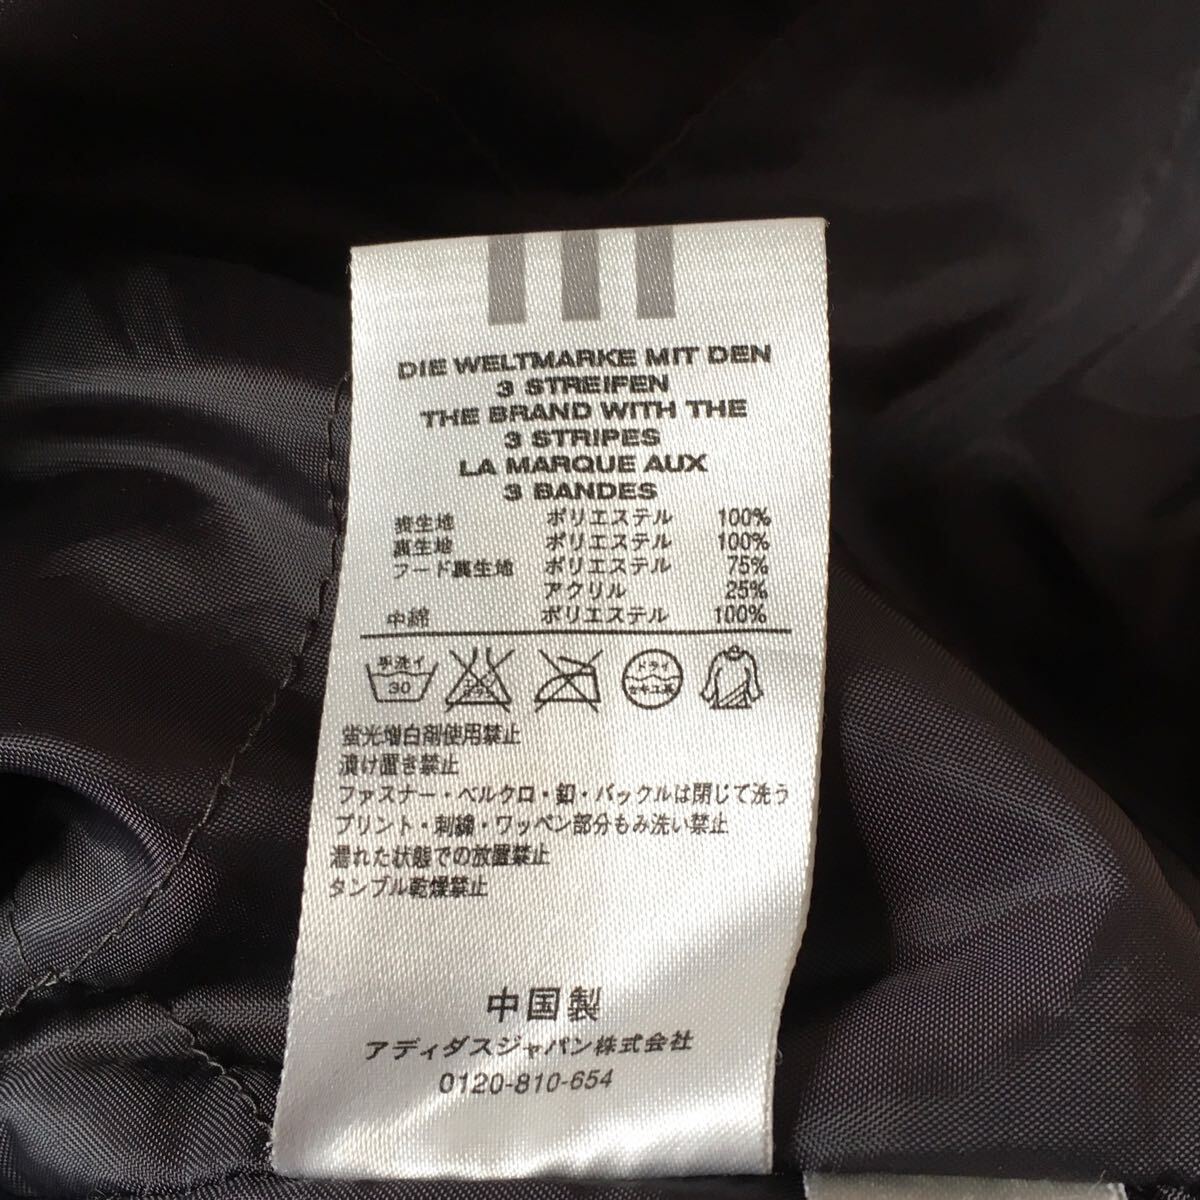 DIE WELTMARKE MIT DEN
3 STREIFEN
THE BRAND WITH THE
3 STRIPES
LA MARQUE AUX
3 BANDES
表生地 ポリエステル 100%
裏生地 ポリエステル 100%
フード裏生地 ポリエステル 75%
アクリル 25%
中綿 ポリエステル 100%
手洗イ
30
エンソ
ドライ
セキユ系
蛍光増白剤使用禁止
漬け置き禁止
ファスナー・ベルクロ・釦・バックルは閉じて洗う
プリント・刺繍・ワッペン部分もみ洗い禁止
濡れた状態での放置禁止
タンブル乾燥禁止
中国製
アディダスジャパン株式会社
0120-810-654